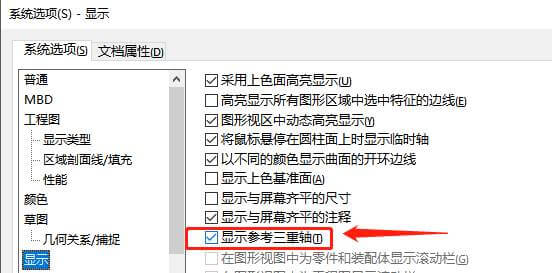 系统选项(S) - 显示
系统选项(S) 文档属性(D)
普通
MBD
工程图
显示类型
区域剖面线/填充
性能
颜色
草图
几何关系/捕捉
显示
采用上色面高亮显示(U)
高亮显示所有图形区域中选中特征的边线(E)
图形视区中动态高亮显示(Y)
将鼠标悬停在圆柱面上时显示临时轴
以不同的颜色显示曲面的开环边线
显示上色基准面(A)
显示与屏幕齐平的尺寸
显示与屏幕齐平的注释
显示参考三重轴(T)
在图形视图中为零件和装配体显示滚动栏(G)